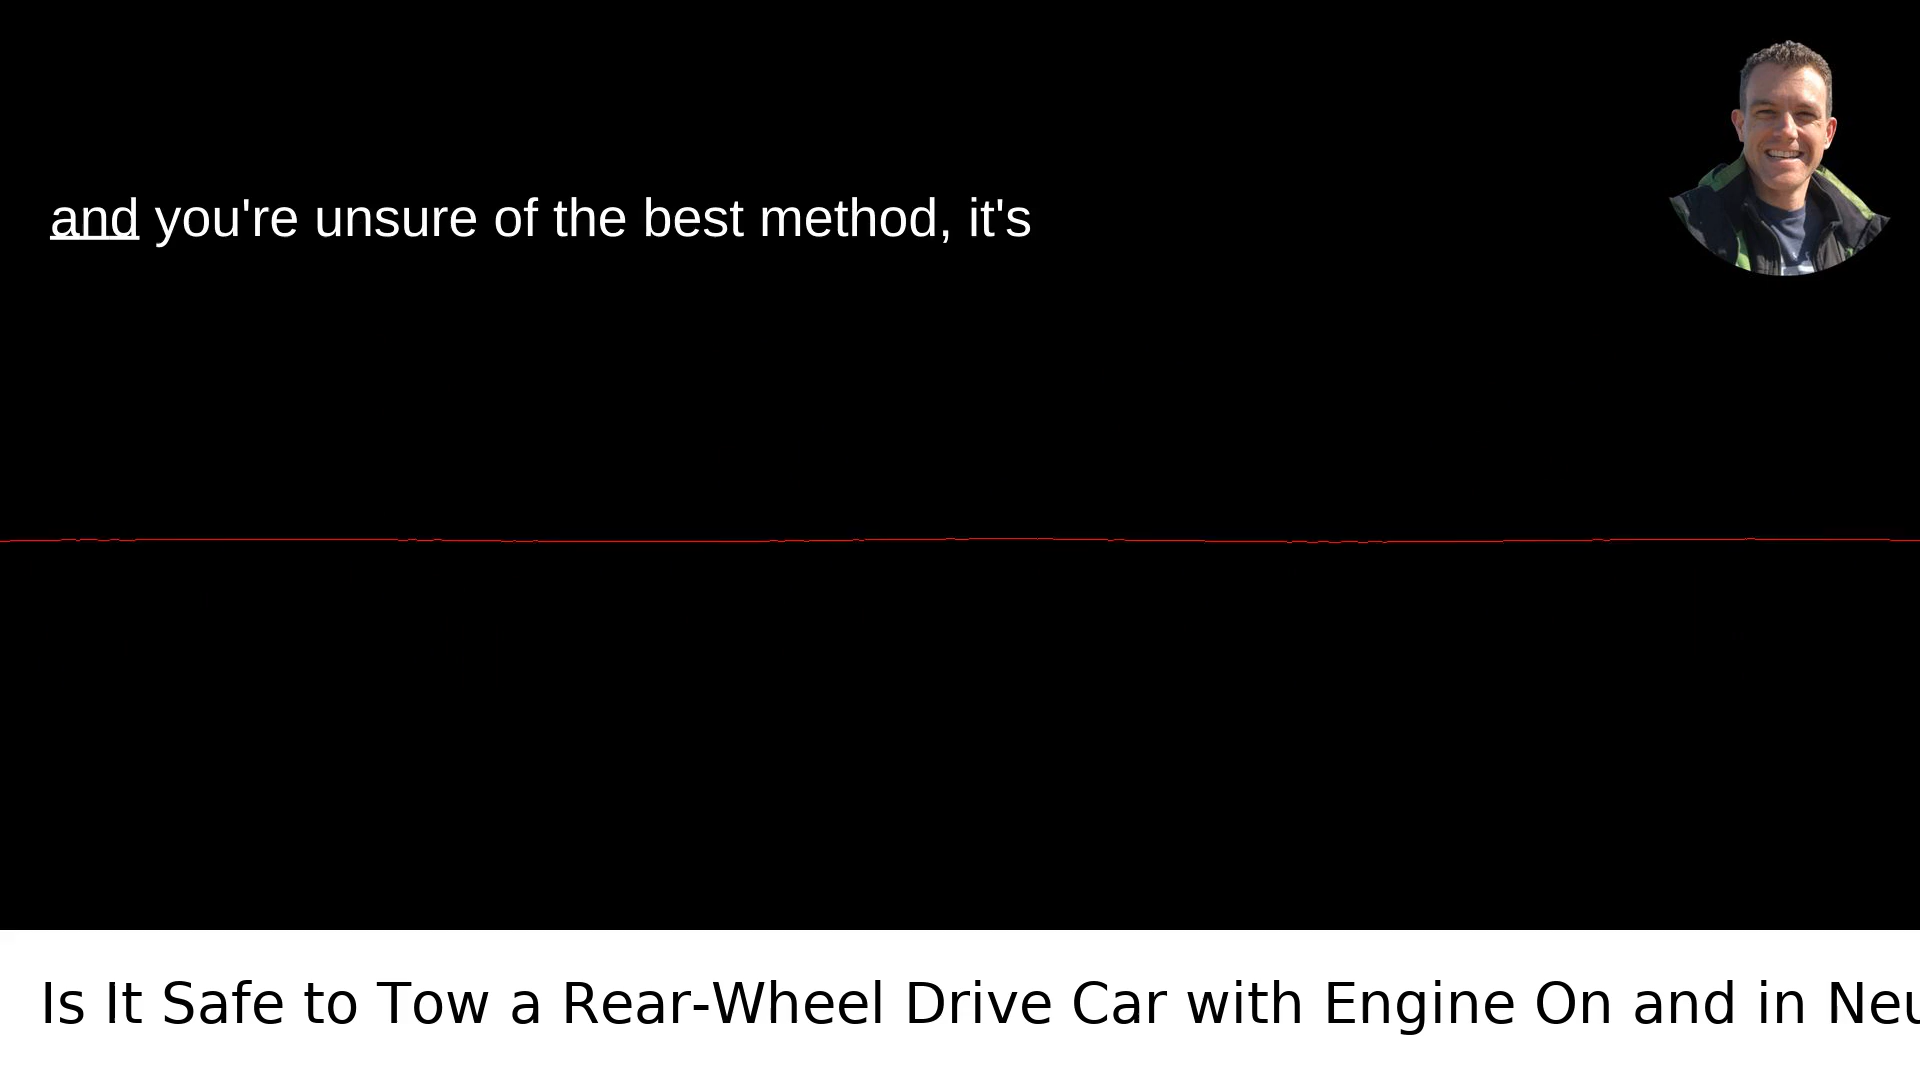 and you're unsure of the best method, it's
Is It Safe to Tow a Rear-Wheel Drive Car with Engine On and in